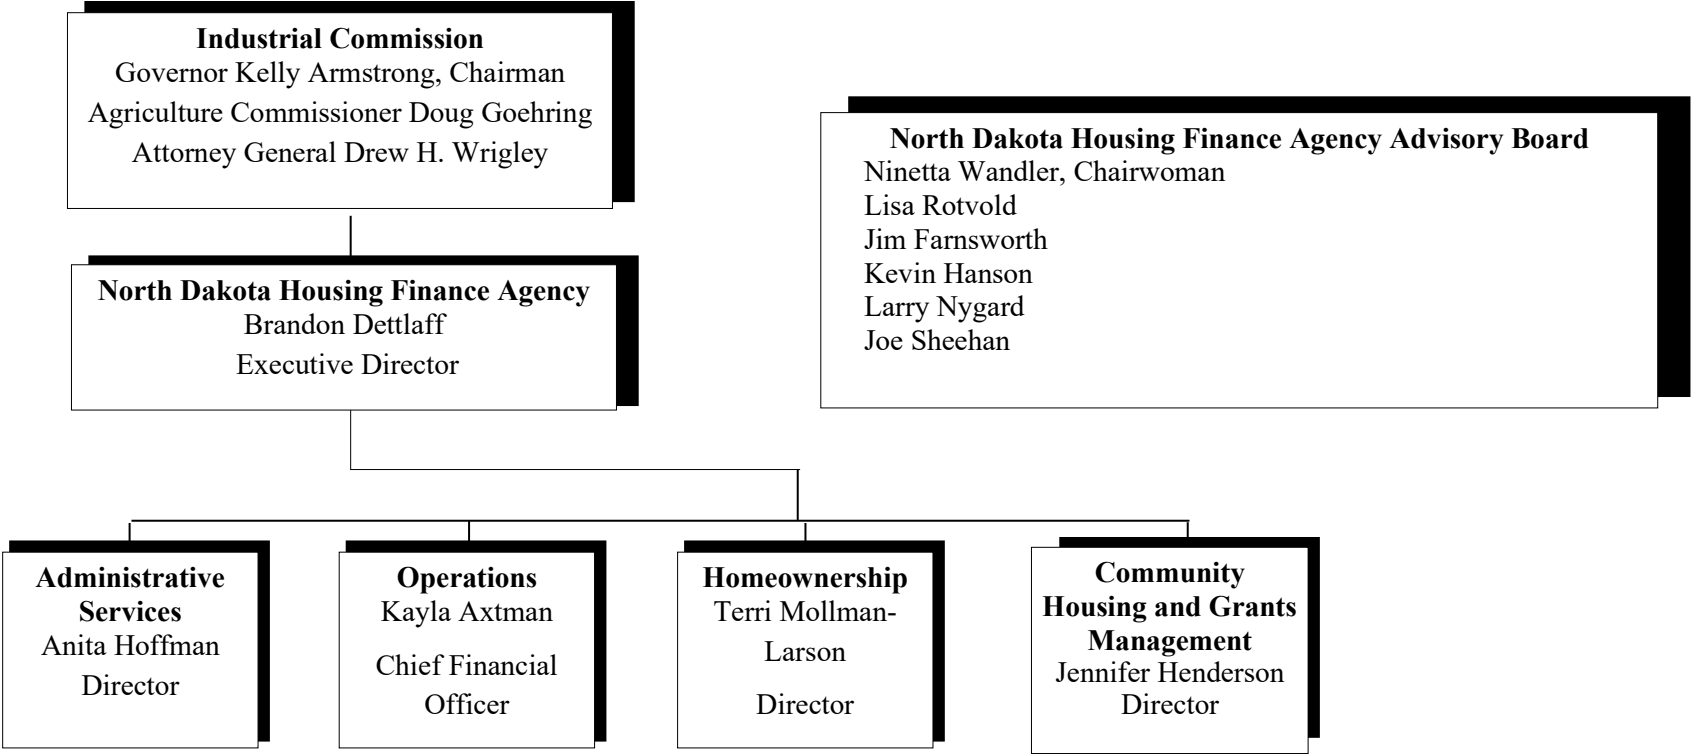 Industrial Commission
Governor Kelly Armstrong, Chairman
Agriculture Commissioner Doug Goehring
Attorney General Drew H. Wrigley
North Dakota Housing Finance Agency Advisory Board
Ninetta Wandler, Chairwoman
Lisa Rotvold
Jim Farnsworth
Kevin Hanson
Larry Nygard
Joe Sheehan
North Dakota Housing Finance Agency
Brandon Dettlaff
Executive Director
Administrative
Services
Anita Hoffman
Director
Operations
Kayla Axtman
Chief Financial
Officer
Homeownership
Terri Mollman-
Larson
Director
Community
Housing and Grants
Management
Jennifer Henderson
Director